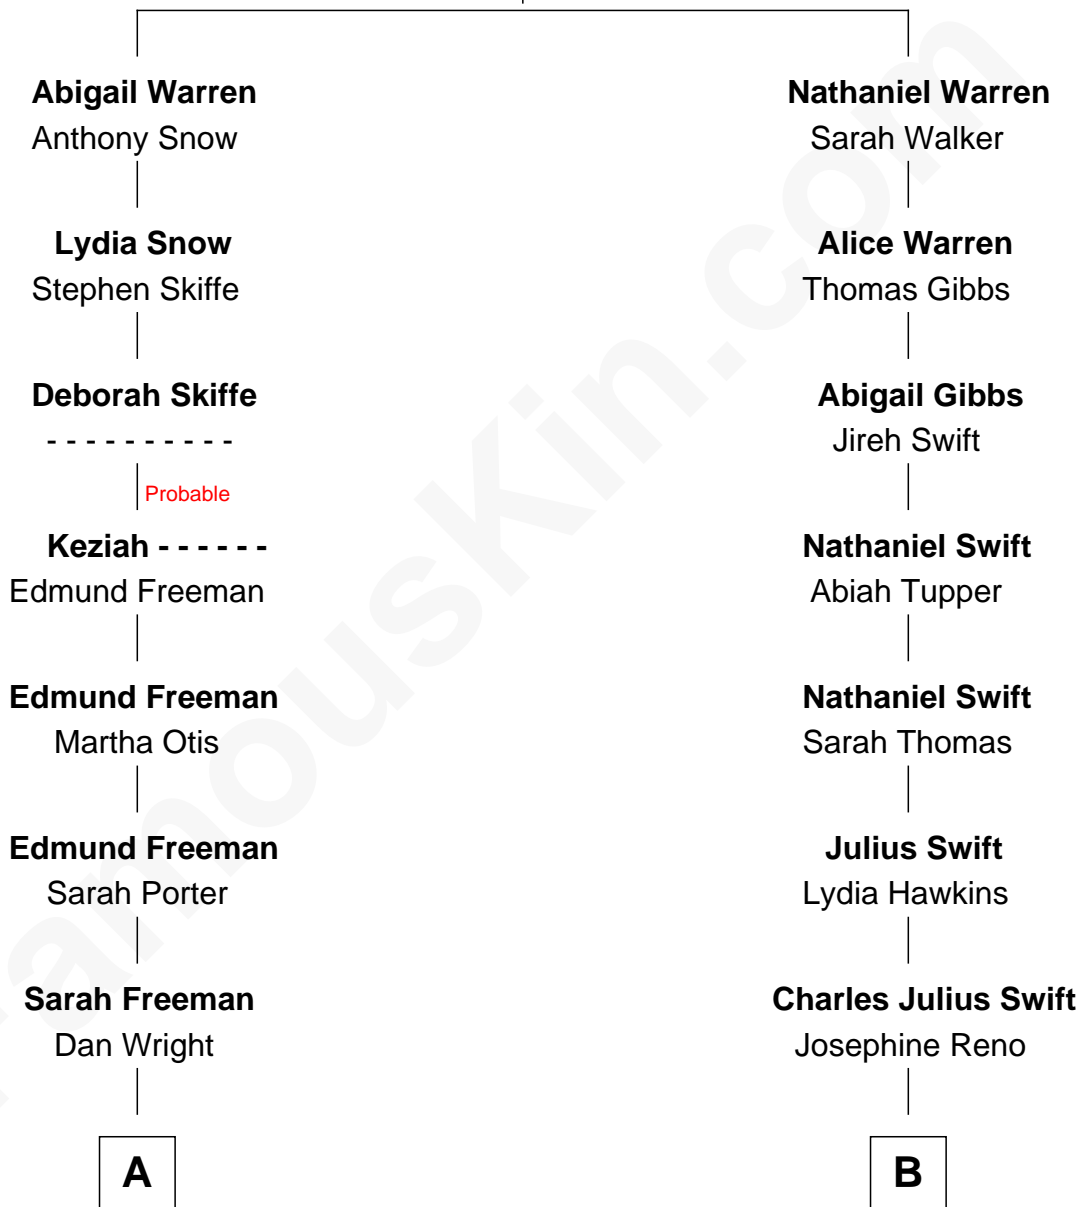 Abigail Warren
Anthony Snow
Nathaniel Warren
Sarah Walker
Lydia Snow
Stephen Skiffe
Alice Warren
Thomas Gibbs
Deborah Skiffe
- - - - - - - - - -
Abigail Gibbs
Jireh Swift
Probable
Keziah - - - - - -
Edmund Freeman
Nathaniel Swift
Abiah Tupper
Edmund Freeman
Martha Otis
Nathaniel Swift
Sarah Thomas
Edmund Freeman
Sarah Porter
Julius Swift
Lydia Hawkins
Sarah Freeman
Dan Wright
Charles Julius Swift
Josephine Reno
A
B
FamousKin.com